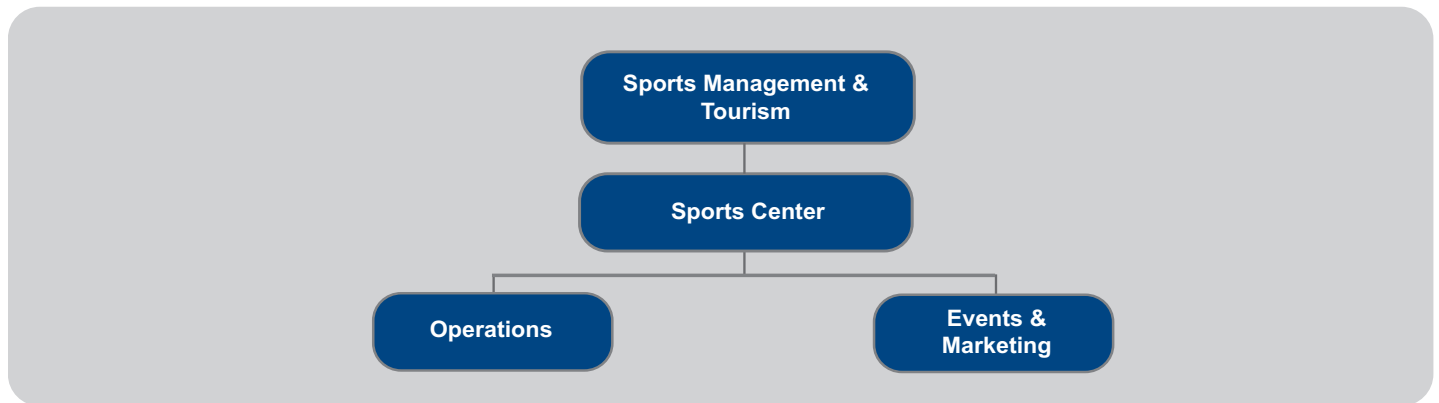 Sports Management &
Tourism
Sports Center
Operations
Events &
Marketing